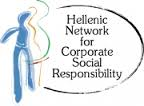 Hellenic
Network
for
Corporate
Social
Responsibility